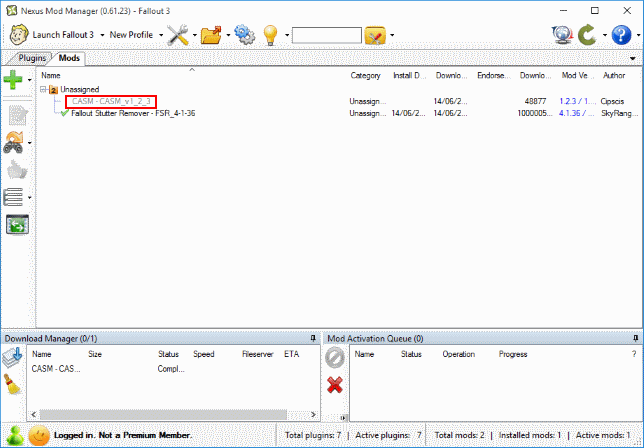 Nexus Mod Manager (0.61.23) - Fallout 3
Launch Fallout 3 New Profile
Plugins Mods
Name Category Install D... Downlo... Endorse... Downlo... Mod Ve... Author
2 Unassigned
CASM - CASM_v1_2_3 Unassign... 14/06/2... 48877 1.2.3 / 1.... Cipscis
Fallout Stutter Remover - FSR_4-1-36 Unassign... 14/06/2... 14/06/2... 1000005... 4.1.36 / ... SkyRang...
Download Manager (0/1) Mod Activation Queue (0)
Name Size Status Speed Fileserver ETA Name Status Operation Progress ?
CASM - CAS... Compl...
Logged in. Not a Premium Member. Total plugins: 7 | Active plugins: 7 Total mods: 2 | Installed mods: 1 | Active mods: 1